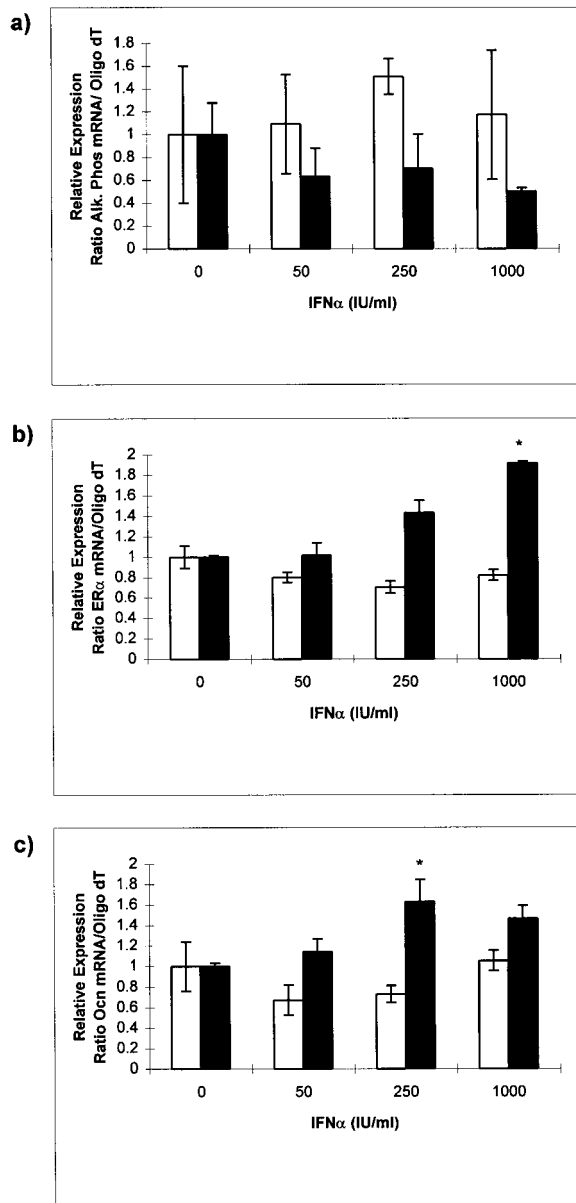 a)
Relative Expression
Ratio Alk. Phos mRNA/ Oligo dT
1.8
1.6
1.4
1.2
1
0.8
0.6
0.4
0.2
0
0 50 250 1000
IFNα (IU/ml)
b)
Relative Expression
Ratio ERα mRNA/Oligo dT
2
1.8
1.6
1.4
1.2
1
0.8
0.6
0.4
0.2
0
*
0 50 250 1000
IFNα (IU/ml)
c)
Relative Expression
Ratio Ocn mRNA/Oligo dT
2
1.8
1.6
1.4
1.2
1
0.8
0.6
0.4
0.2
0
*
0 50 250 1000
IFNα (IU/ml)